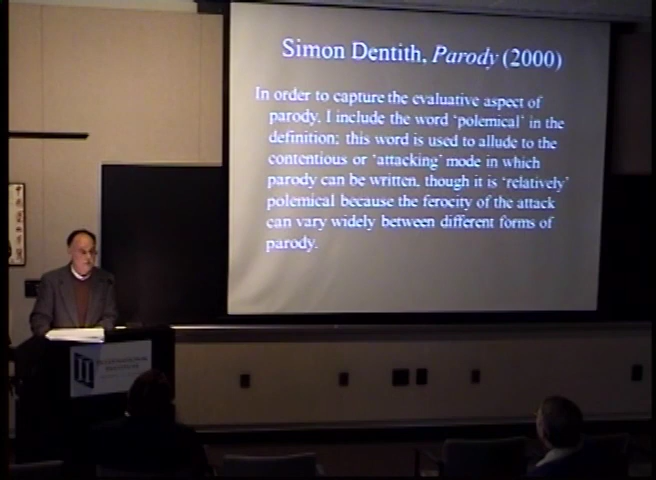 Simon Dentith, Parody (2000)
In order to capture the evaluative aspect of
parody, I include the word 'polemical' in the
definition; this word is used to allude to the
contentious or 'attacking' mode in which
parody can be written, though it is 'relatively'
polemical because the ferocity of the attack
can vary widely between different forms of
parody.
INTERNATIONAL
INSTITUTE